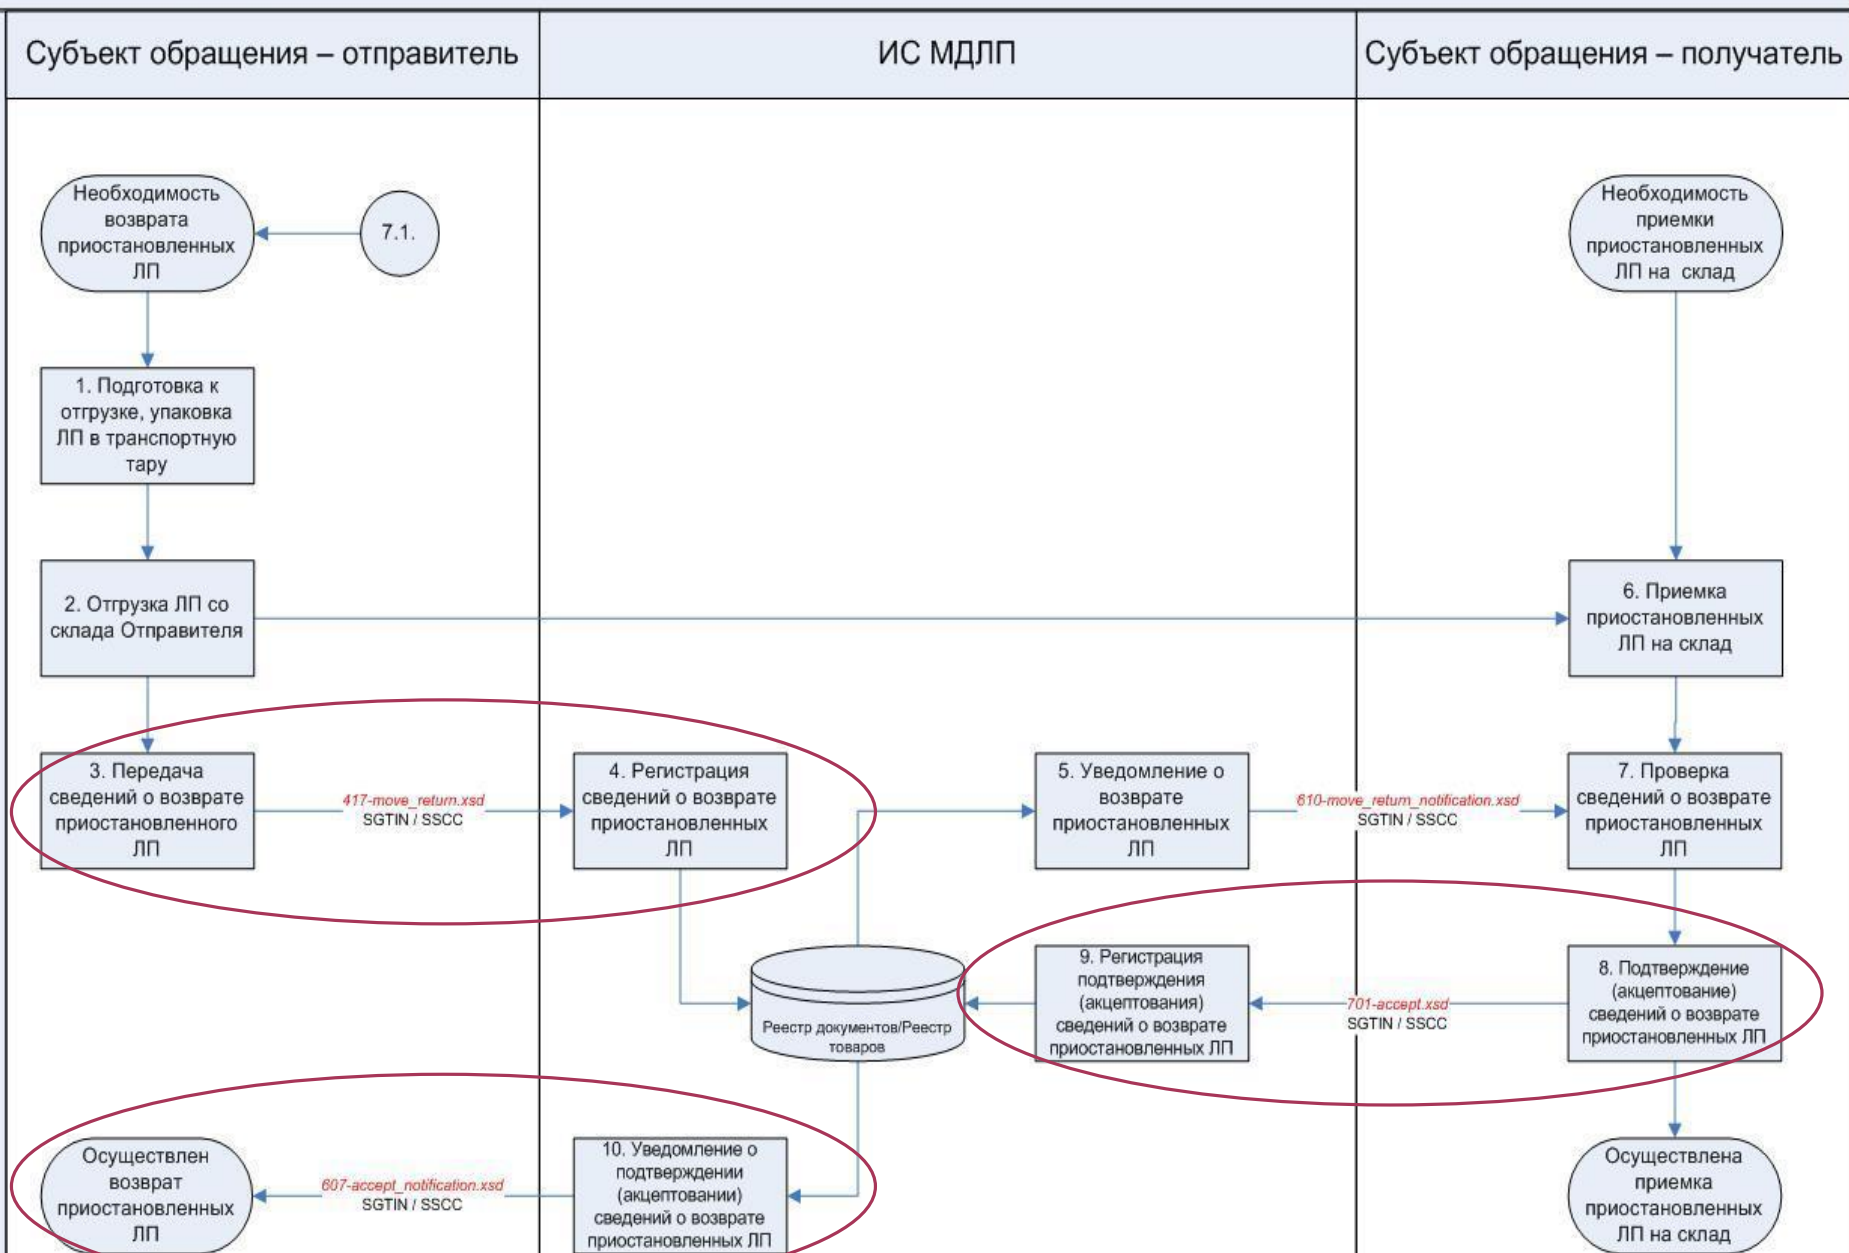 Субъект обращения – отправитель
ИС МДЛП
Субъект обращения – получатель
Необходимость
возврата
приостановленных
ЛП
7.1.
Необходимость
приемки
приостановленных
ЛП на склад
1. Подготовка к
отгрузке, упаковка
ЛП в транспортную
тару
2. Отгрузка ЛП со
склада Отправителя
6. Приемка
приостановленных
ЛП на склад
3. Передача
сведений о возврате
приостановленного
ЛП
417-move_return.xsd
SGTIN / SSCC
4. Регистрация
сведений о возврате
приостановленных
ЛП
5. Уведомление о
возврате
приостановленных
ЛП
610-move_return_notification.xsd
SGTIN / SSCC
7. Проверка
сведений о возврате
приостановленных
ЛП
Реестр документов/Реестр
товаров
9. Регистрация
подтверждения
(акцептования)
сведений о возврате
приостановленных ЛП
701-accept.xsd
SGTIN / SSCC
8. Подтверждение
(акцептование)
сведений о возврате
приостановленных ЛП
Осуществлен
возврат
приостановленных
ЛП
607-accept_notification.xsd
SGTIN / SSCC
10. Уведомление о
подтверждении
(акцептовании)
сведений о возврате
приостановленных ЛП
Осуществлена
приемка
приостановленных
ЛП на склад